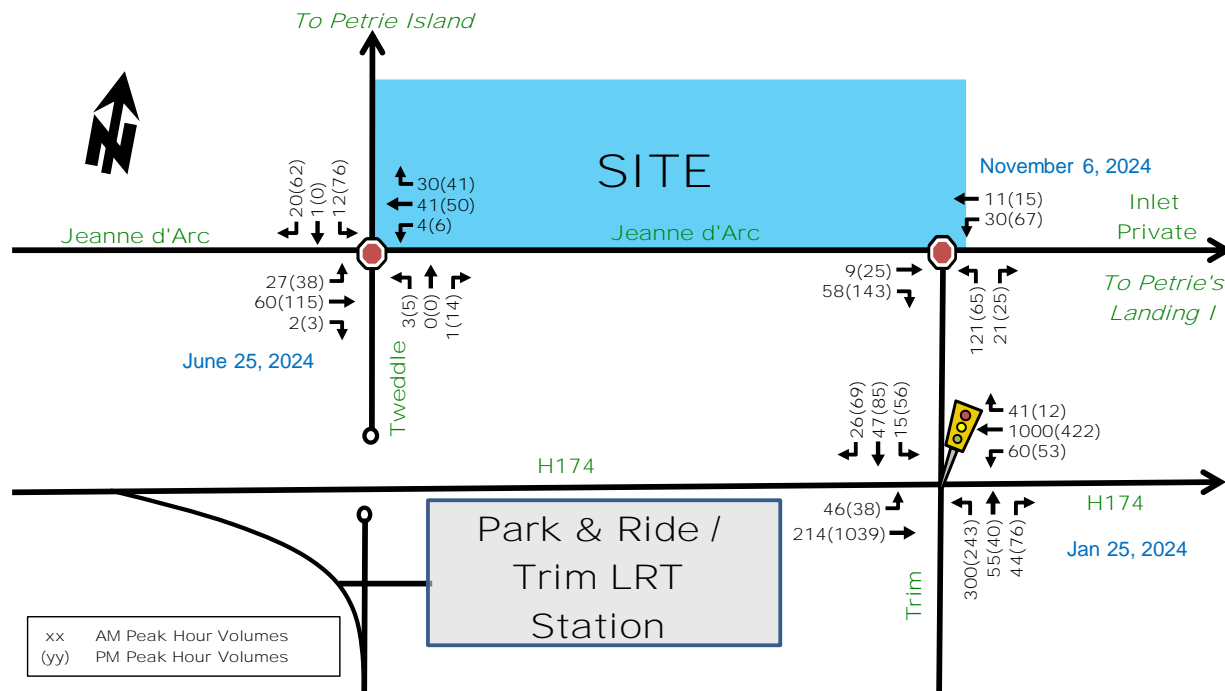 To Petrie Island
N
SITE
November 6, 2024
20(62)
1(0)
12(76)
30(41)
41(50)
4(6)
11(15)
30(67)
Inlet
Private
Jeanne d'Arc
Jeanne d'Arc
27(38)
60(115)
2(3)
3(5)
0(0)
1(14)
9(25)
58(143)
121(65)
21(25)
To Petrie's
Landing I
June 25, 2024
Tweddle
26(69)
47(85)
15(56)
41(12)
1000(422)
60(53)
H174
H174
46(38)
214(1039)
300(243)
55(40)
44(76)
Jan 25, 2024
Trim
Park & Ride /
Trim LRT
Station
xx AM Peak Hour Volumes
(yy) PM Peak Hour Volumes